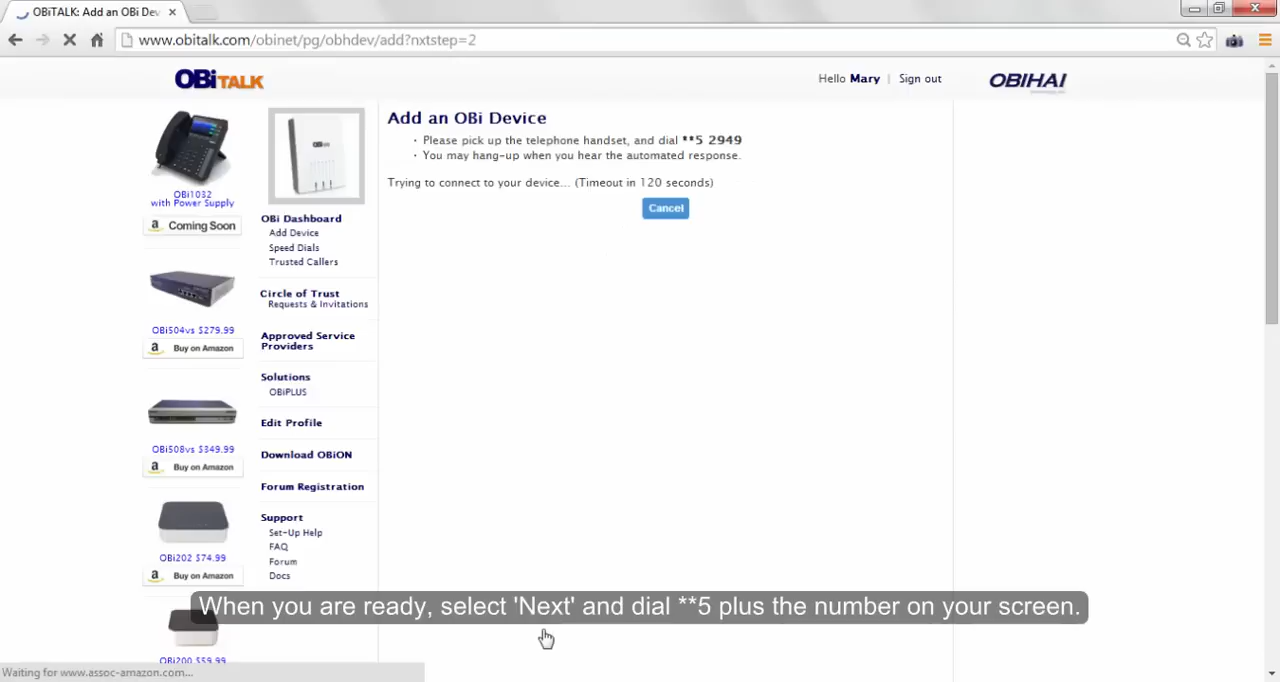 OBiTALK: Add an OBi Dev
www.obitalk.com/obinet/pg/obhdev/add?nxtstep=2
OBiTALK
Hello Mary | Sign out
OBIHAI
OBi1032
with Power Supply
a Coming Soon
OBi504vs $279.99
a Buy on Amazon
OBi508vs $349.99
a Buy on Amazon
OBi202 $74.99
a Buy on Amazon
OBi200 $59.99
OBi Dashboard
Add Device
Speed Dials
Trusted Callers
Circle of Trust
Requests & Invitations
Approved Service
Providers
Solutions
OBiPLUS
Edit Profile
Download OBiON
Forum Registration
Support
Set-Up Help
FAQ
Forum
Docs
Add an OBi Device
· Please pick up the telephone handset, and dial **5 2949
· You may hang-up when you hear the automated response.
Trying to connect to your device... (Timeout in 120 seconds)
Cancel
When you are ready, select 'Next' and dial **5 plus the number on your screen.
Waiting for www.assoc-amazon.com...